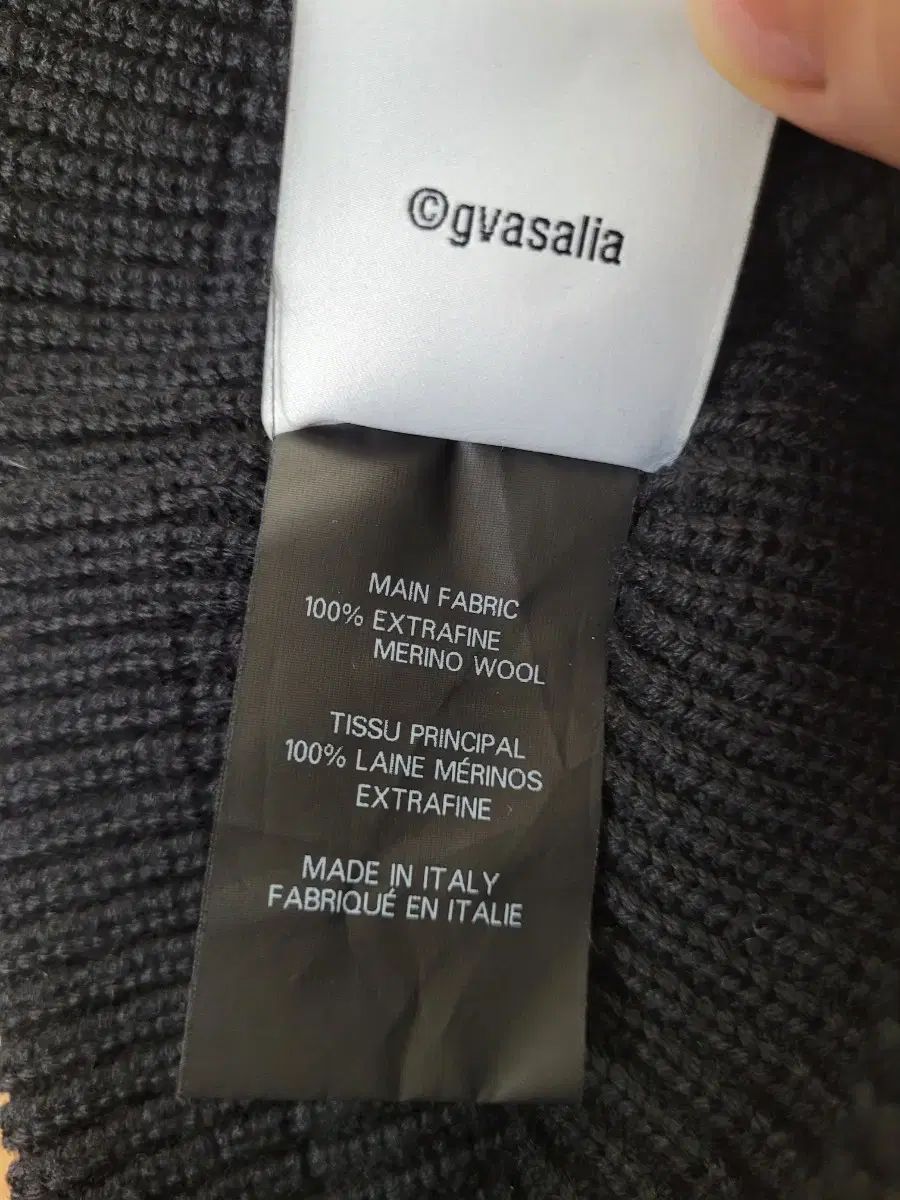 ©gvasalia
MAIN FABRIC
100% EXTRAFINE
MERINO WOOL
TISSU PRINCIPAL
100% LAINE MÉRINOS
EXTRAFINE
MADE IN ITALY
FABRIQUÉ EN ITALIE